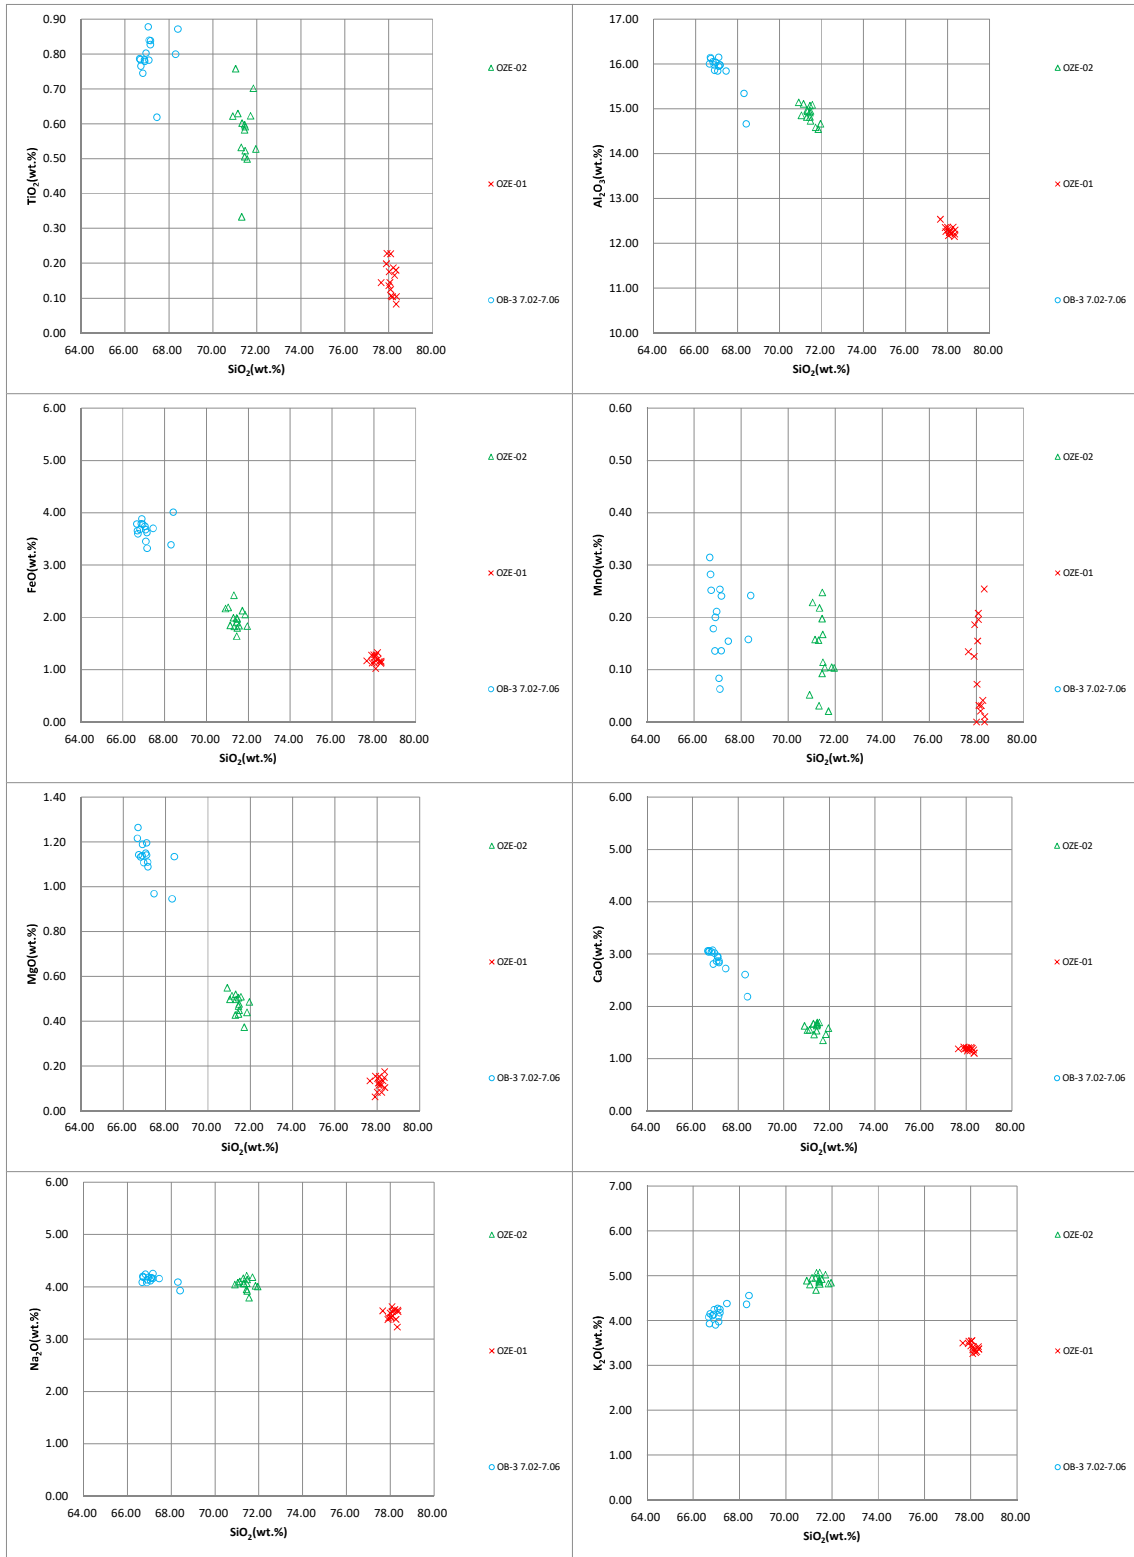 0.90
0.80
0.70
0.60
0.50
0.40
0.30
0.20
0.10
0.00
TiO₂(wt.%)
64.00 66.00 68.00 70.00 72.00 74.00 76.00 78.00 80.00
SiO₂(wt.%)
OZE-02
OZE-01
OB-3 7.02-7.06
17.00
16.00
15.00
14.00
13.00
12.00
11.00
10.00
Al₂O₃(wt.%)
64.00 66.00 68.00 70.00 72.00 74.00 76.00 78.00 80.00
SiO₂(wt.%)
OZE-02
OZE-01
OB-3 7.02-7.06
6.00
5.00
4.00
3.00
2.00
1.00
0.00
FeO(wt.%)
64.00 66.00 68.00 70.00 72.00 74.00 76.00 78.00 80.00
SiO₂(wt.%)
OZE-02
OZE-01
OB-3 7.02-7.06
0.60
0.50
0.40
0.30
0.20
0.10
0.00
MnO(wt.%)
64.00 66.00 68.00 70.00 72.00 74.00 76.00 78.00 80.00
SiO₂(wt.%)
OZE-02
OZE-01
OB-3 7.02-7.06
1.40
1.20
1.00
0.80
0.60
0.40
0.20
0.00
MgO(wt.%)
64.00 66.00 68.00 70.00 72.00 74.00 76.00 78.00 80.00
SiO₂(wt.%)
OZE-02
OZE-01
OB-3 7.02-7.06
6.00
5.00
4.00
3.00
2.00
1.00
0.00
CaO(wt.%)
64.00 66.00 68.00 70.00 72.00 74.00 76.00 78.00 80.00
SiO₂(wt.%)
OZE-02
OZE-01
OB-3 7.02-7.06
6.00
5.00
4.00
3.00
2.00
1.00
0.00
Na₂O(wt.%)
64.00 66.00 68.00 70.00 72.00 74.00 76.00 78.00 80.00
SiO₂(wt.%)
OZE-02
OZE-01
OB-3 7.02-7.06
7.00
6.00
5.00
4.00
3.00
2.00
1.00
0.00
K₂O(wt.%)
64.00 66.00 68.00 70.00 72.00 74.00 76.00 78.00 80.00
SiO₂(wt.%)
OZE-02
OZE-01
OB-3 7.02-7.06